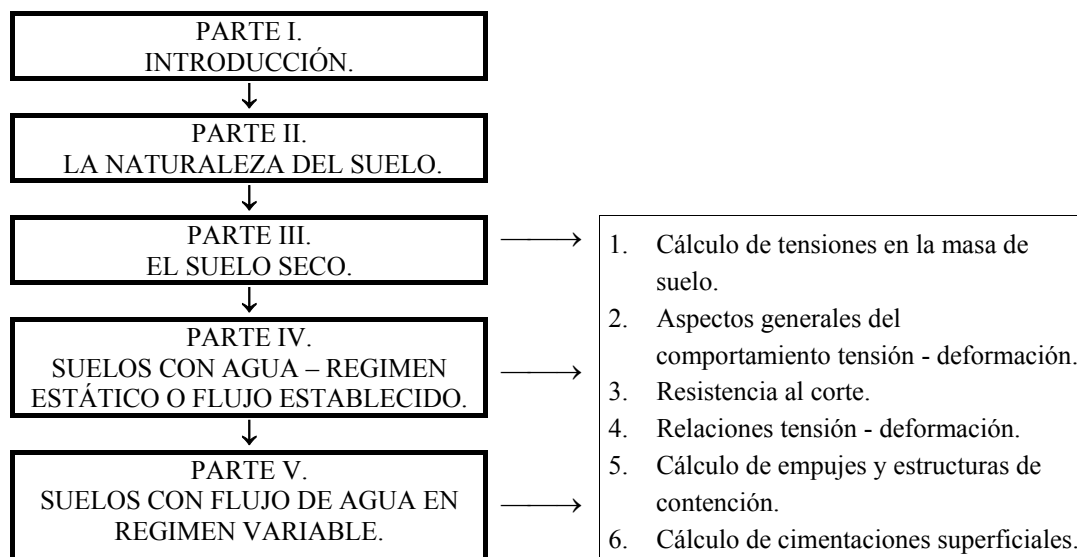 PARTE I.
INTRODUCCIÓN.
PARTE II.
LA NATURALEZA DEL SUELO.
PARTE III.
EL SUELO SECO.
PARTE IV.
SUELOS CON AGUA – REGIMEN
ESTÁTICO O FLUJO ESTABLECIDO.
PARTE V.
SUELOS CON FLUJO DE AGUA EN
REGIMEN VARIABLE.
1. Cálculo de tensiones en la masa de
suelo.
2. Aspectos generales del
comportamiento tensión - deformación.
3. Resistencia al corte.
4. Relaciones tensión - deformación.
5. Cálculo de empujes y estructuras de
contención.
6. Cálculo de cimentaciones superficiales.